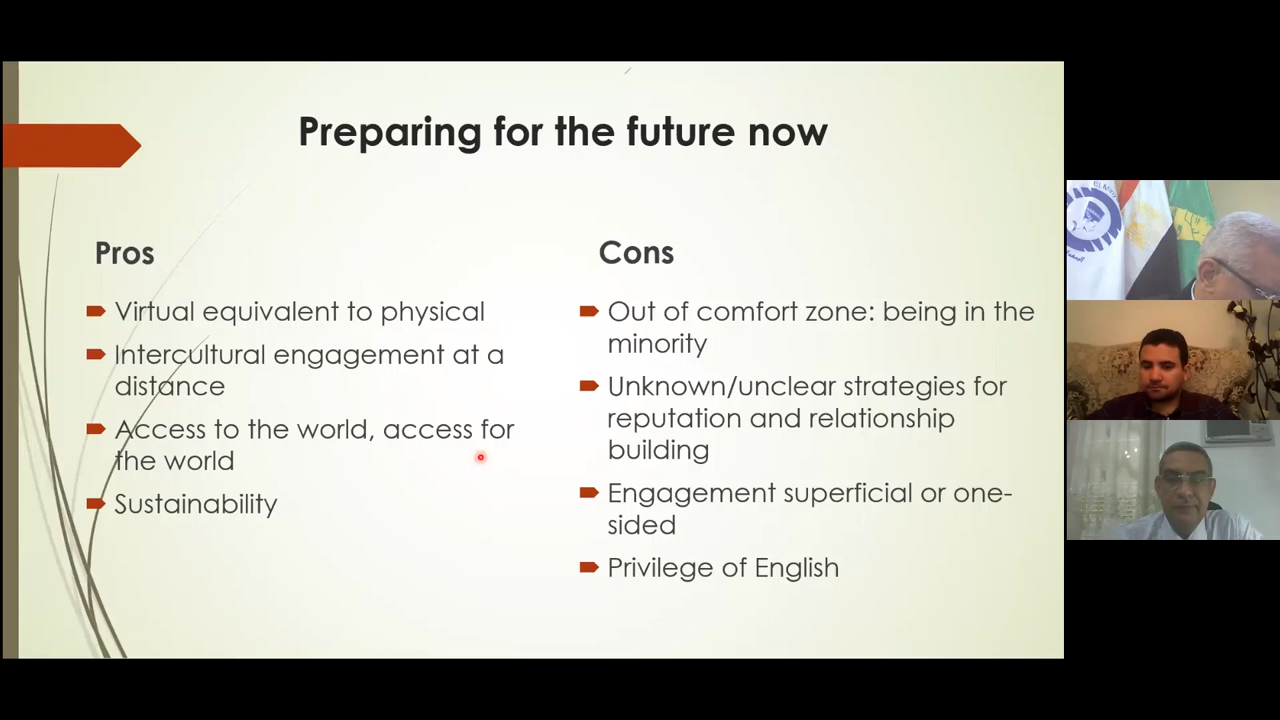 Preparing for the future now
Pros
Virtual equivalent to physical
Intercultural engagement at a
distance
Access to the world, access for
the world
Sustainability
Cons
Out of comfort zone: being in the
minority
Unknown/unclear strategies for
reputation and relationship
building
Engagement superficial or one-
sided
Privilege of English